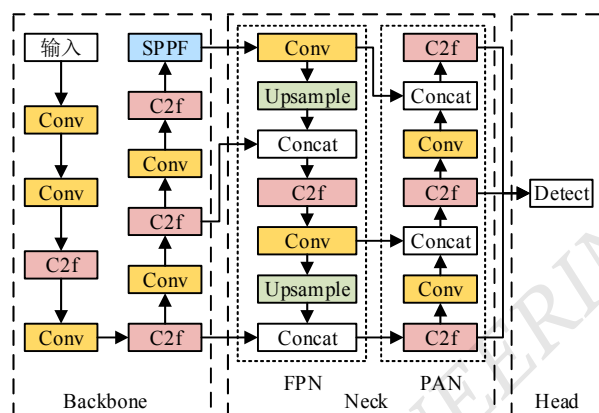 输入
Conv
Conv
C2f
Conv
SPPF
C2f
Conv
C2f
Conv
C2f
Conv
Upsample
Concat
C2f
Conv
Upsample
Concat
C2f
Concat
Conv
C2f
Concat
Conv
C2f
Detect
FPN
PAN
Backbone
Neck
Head